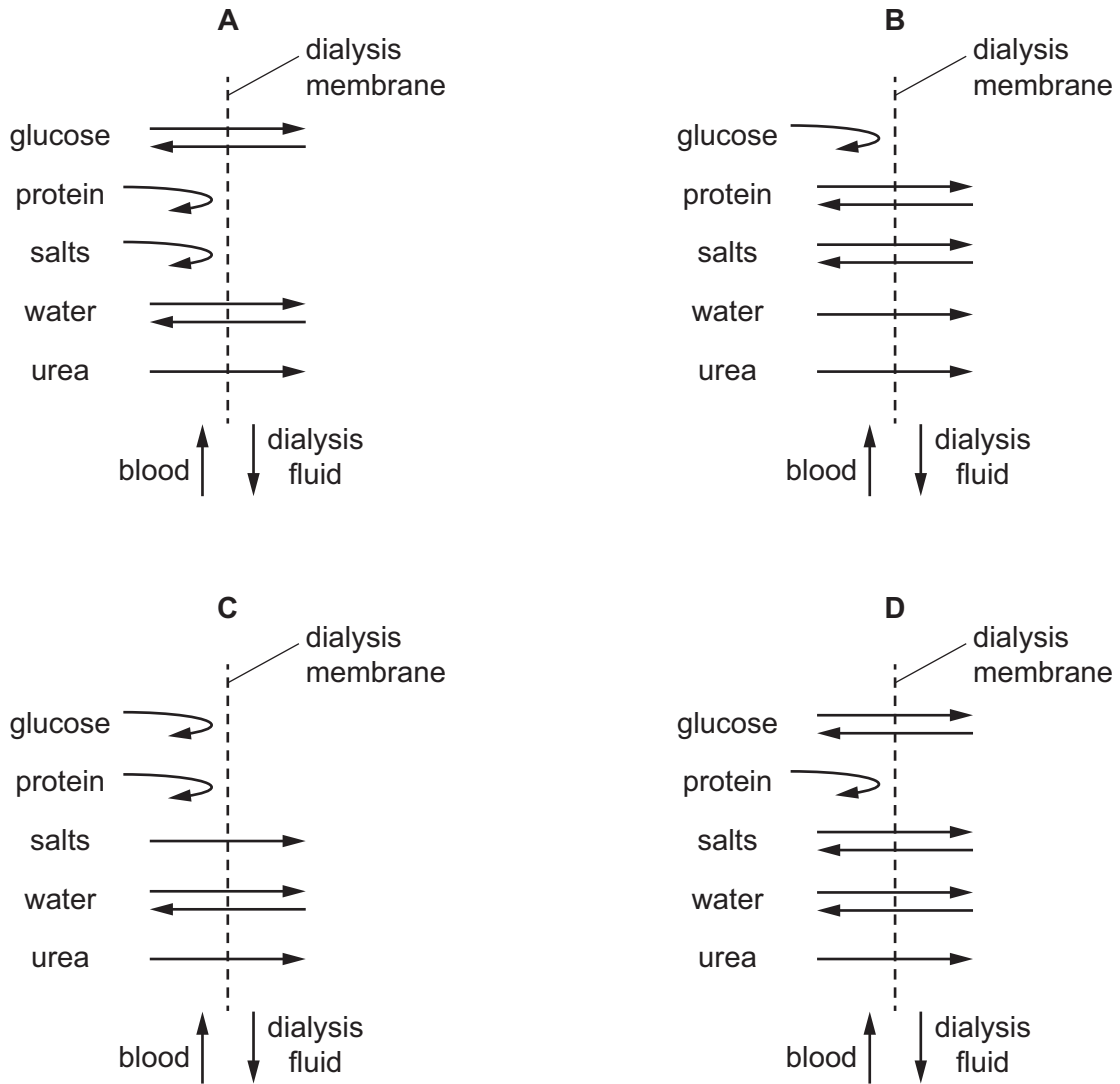 A
dialysis
membrane
glucose
protein
salts
water
urea
blood
dialysis
fluid
B
dialysis
membrane
glucose
protein
salts
water
urea
blood
dialysis
fluid
C
dialysis
membrane
glucose
protein
salts
water
urea
blood
dialysis
fluid
D
dialysis
membrane
glucose
protein
salts
water
urea
blood
dialysis
fluid